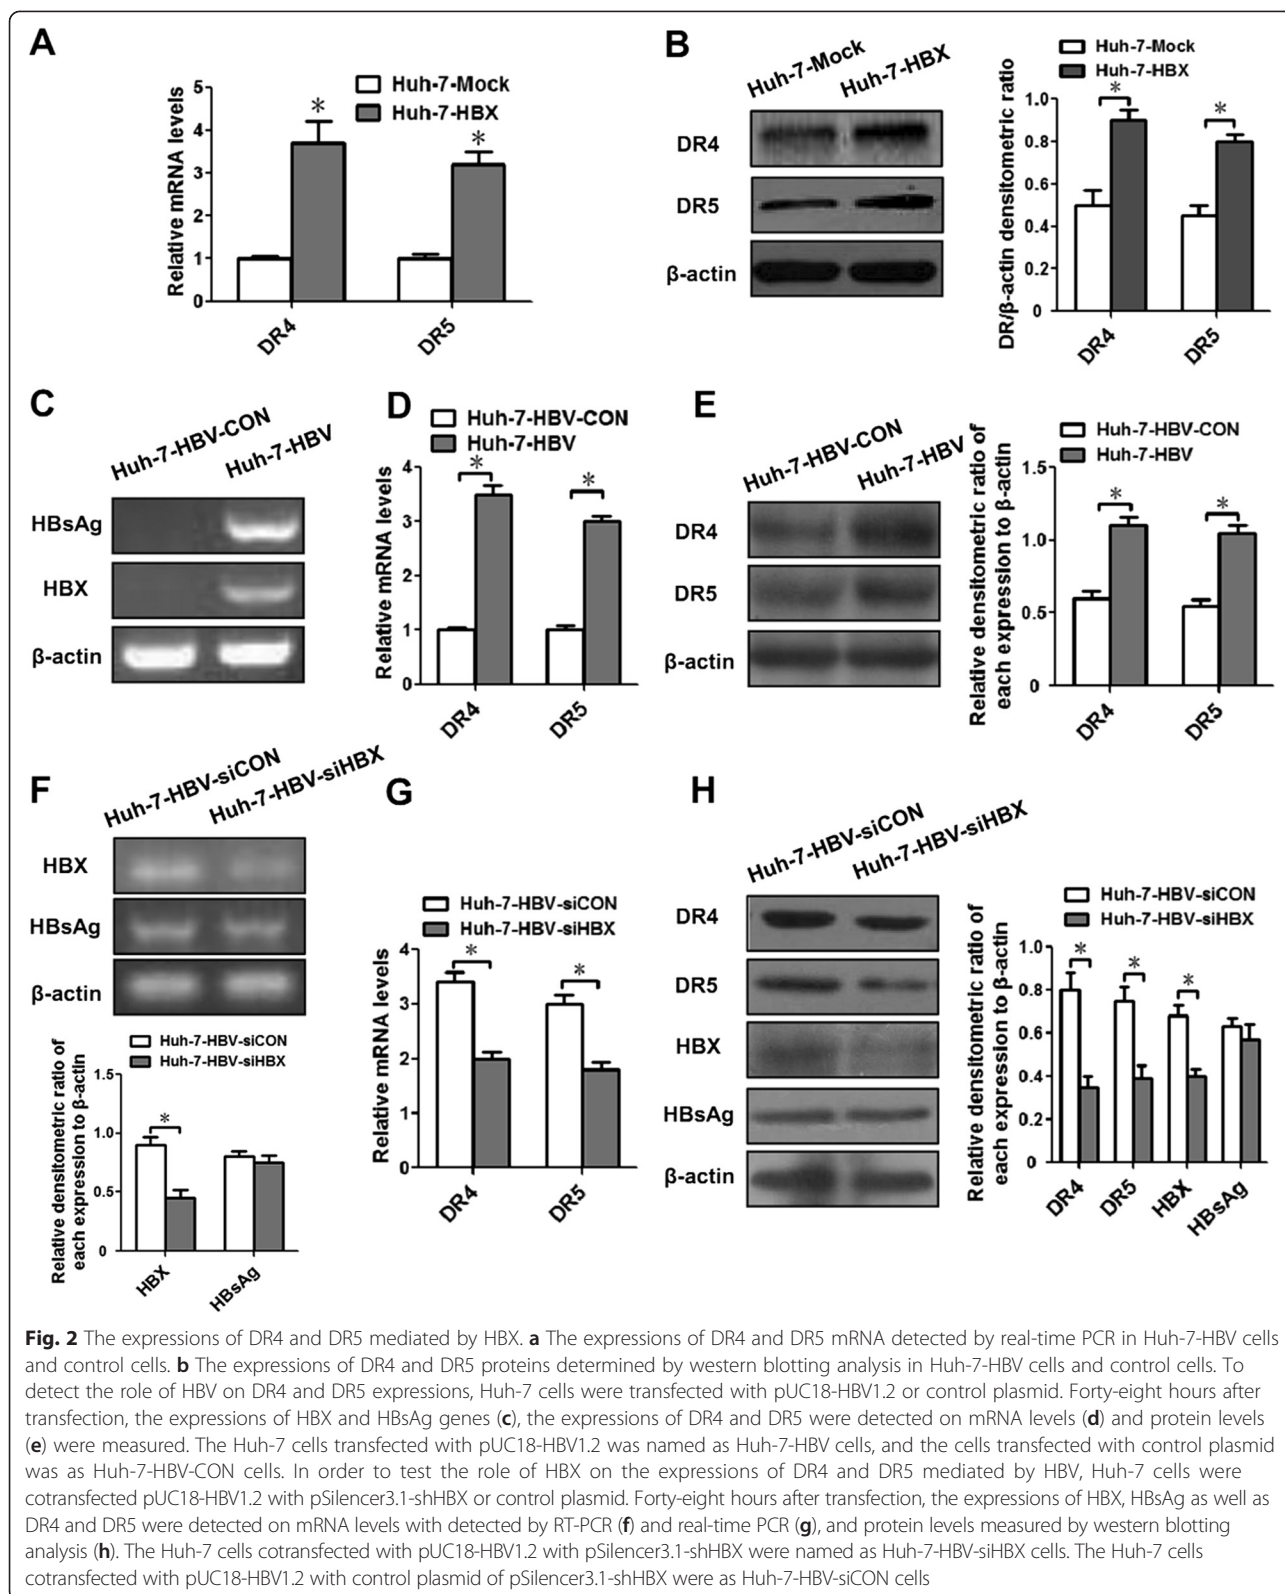 A
Huh-7-Mock
Huh-7-HBX
Relative mRNA levels
5
4
3
2
1
0
*
*
DR4
DR5
B
Huh-7-Mock
Huh-7-HBX
DR4
DR5
β-actin
Huh-7-Mock
Huh-7-HBX
DR/β-actin densitometric ratio
1.0
0.8
0.6
0.4
0.2
0
*
*
DR4
DR5
C
Huh-7-HBV-CON
Huh-7-HBV
HBsAg
HBX
β-actin
D
Huh-7-HBV-CON
Huh-7-HBV
Relative mRNA levels
4
3
2
1
0
*
*
DR4
DR5
E
Huh-7-HBV-CON
Huh-7-HBV
DR4
DR5
β-actin
Huh-7-HBV-CON
Huh-7-HBV
Relative densitometric ratio of
each expression to β-actin
1.5
1.0
0.5
0
*
*
DR4
DR5
F
Huh-7-HBV-siCON
Huh-7-HBV-siHBX
HBX
HBsAg
β-actin
Huh-7-HBV-siCON
Huh-7-HBV-siHBX
Relative densitometric ratio of
each expression to β-actin
1.5
1.0
0.5
0
*
HBX
HBsAg
G
Huh-7-HBV-siCON
Huh-7-HBV-siHBX
Relative mRNA levels
4
3
2
1
0
*
*
DR4
DR5
H
Huh-7-HBV-siCON
Huh-7-HBV-siHBX
DR4
DR5
HBX
HBsAg
β-actin
Huh-7-HBV-siCON
Huh-7-HBV-siHBX
Relative densitometric ratio of
each expression to β-actin
1.0
0.8
0.6
0.4
0.2
0
*
*
*
DR4
DR5
HBX
HBsAg
Fig. 2 The expressions of DR4 and DR5 mediated by HBX. a The expressions of DR4 and DR5 mRNA detected by real-time PCR in Huh-7-HBV cells
and control cells. b The expressions of DR4 and DR5 proteins determined by western blotting analysis in Huh-7-HBV cells and control cells. To
detect the role of HBV on DR4 and DR5 expressions, Huh-7 cells were transfected with pUC18-HBV1.2 or control plasmid. Forty-eight hours after
transfection, the expressions of HBX and HBsAg genes (c), the expressions of DR4 and DR5 were detected on mRNA levels (d) and protein levels
(e) were measured. The Huh-7 cells transfected with pUC18-HBV1.2 was named as Huh-7-HBV cells, and the cells transfected with control plasmid
was as Huh-7-HBV-CON cells. In order to test the role of HBX on the expressions of DR4 and DR5 mediated by HBV, Huh-7 cells were
cotransfected pUC18-HBV1.2 with pSilencer3.1-shHBX or control plasmid. Forty-eight hours after transfection, the expressions of HBX, HBsAg as well as
DR4 and DR5 were detected on mRNA levels with detected by RT-PCR (f) and real-time PCR (g), and protein levels measured by western blotting
analysis (h). The Huh-7 cells cotransfected with pUC18-HBV1.2 with pSilencer3.1-shHBX were named as Huh-7-HBV-siHBX cells. The Huh-7 cells
cotransfected with pUC18-HBV1.2 with control plasmid of pSilencer3.1-shHBX were as Huh-7-HBV-siCON cells